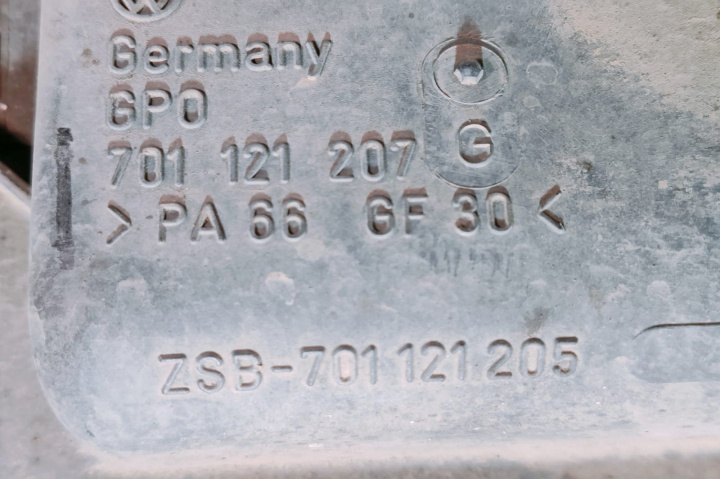 Germany
GPO
701 121 207 G
> PA 66 GF 30 <
ZSB-701 121 205